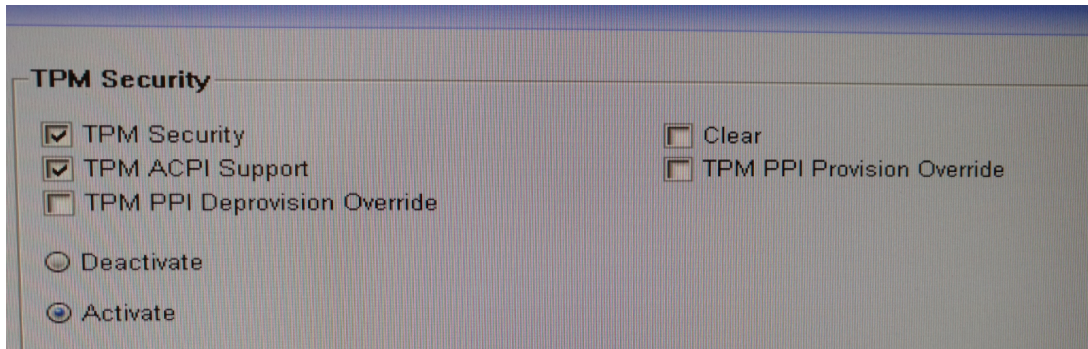 TPM Security
TPM Security
Clear
TPM ACPI Support
TPM PPI Provision Override
TPM PPI Deprovision Override
Deactivate
Activate